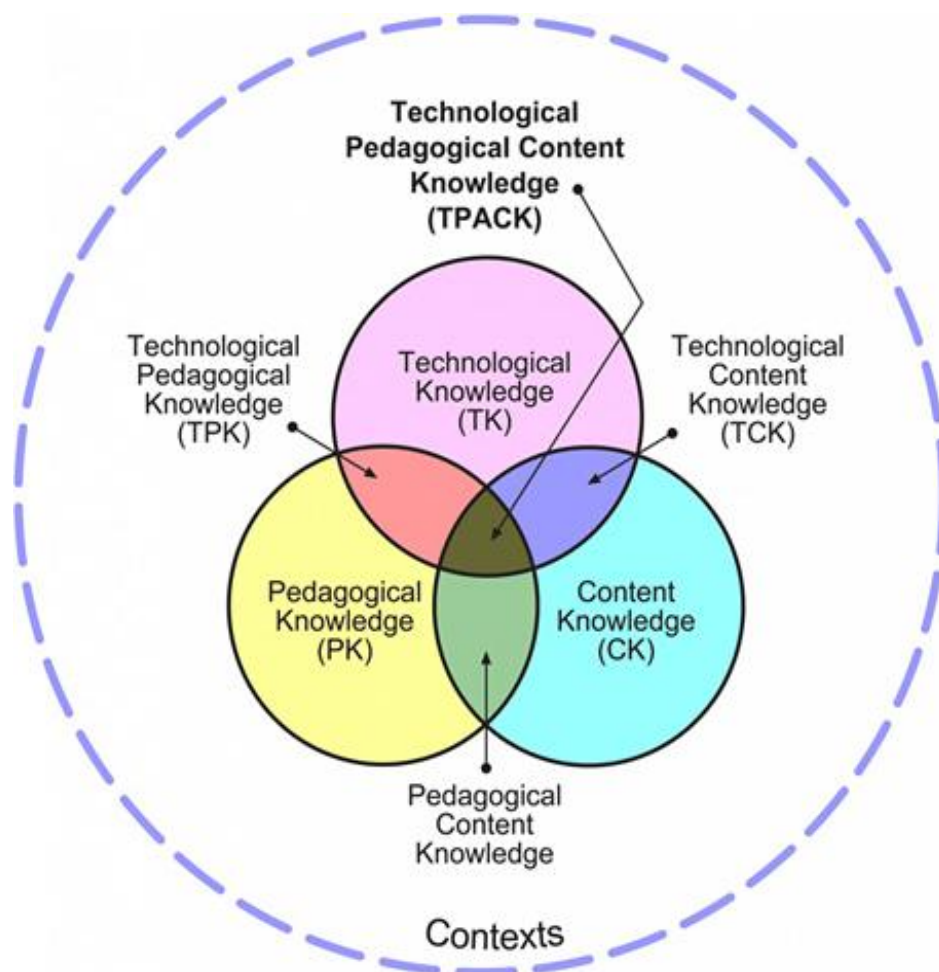 Technological
Pedagogical Content
Knowledge
(TPACK)
Technological
Pedagogical
Knowledge
(TPK)
Technological
Knowledge
(TK)
Technological
Content
Knowledge
(TCK)
Pedagogical
Knowledge
(PK)
Content
Knowledge
(CK)
Pedagogical
Content
Knowledge
Contexts